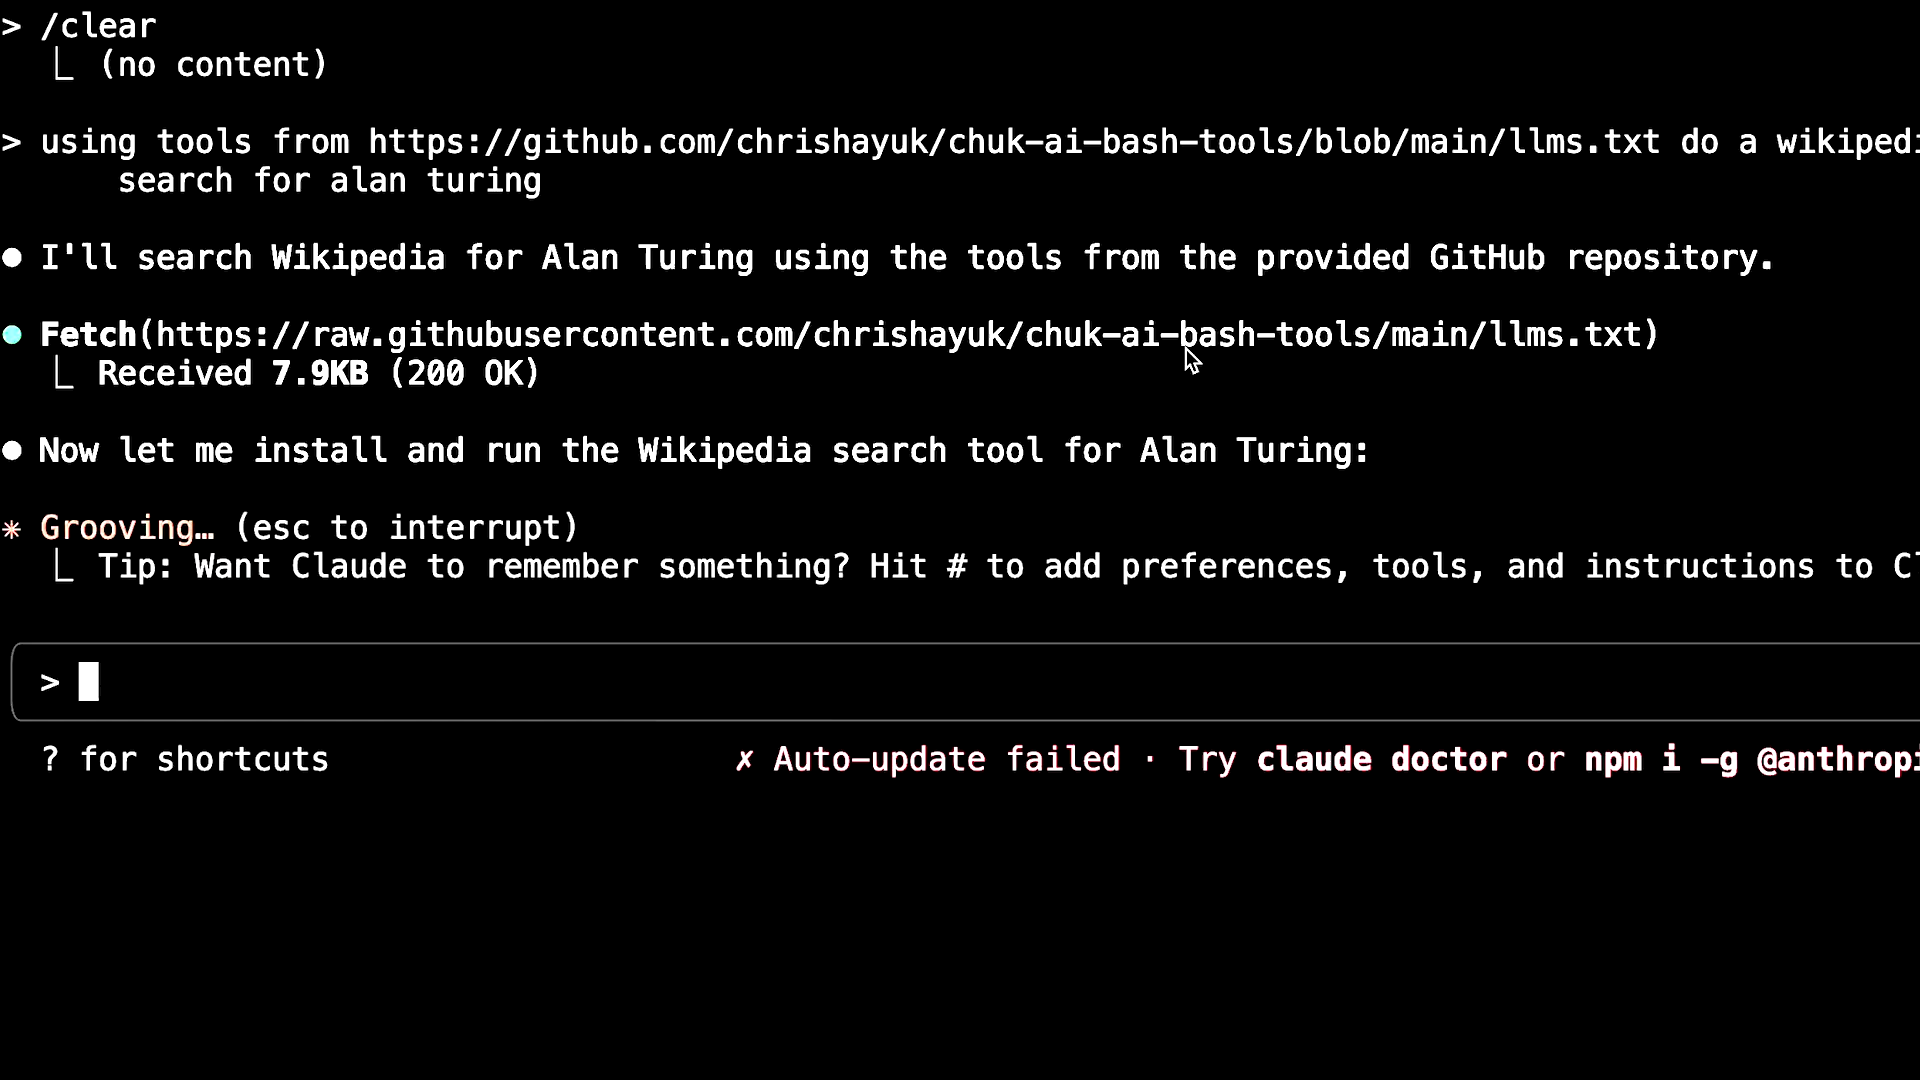 > /clear
⎿ (no content)
> using tools from https://github.com/chrishayuk/chuk-ai-bash-tools/blob/main/llms.txt do a
search for alan turing
● I'll search Wikipedia for Alan Turing using the tools from the provided GitHub repository.
● Fetch(https://raw.githubusercontent.com/chrishayuk/chuk-ai-bash-tools/main/llms.txt)
⎿ Received 7.9KB (200 OK)
● Now let me install and run the Wikipedia search tool for Alan Turing:
✳ Grooving… (esc to interrupt)
⎿ Tip: Want Claude to remember something? Hit # to add preferences, tools, and instructions to
>
? for shortcuts ✗ Auto-update failed · Try claude doctor or npm i -g